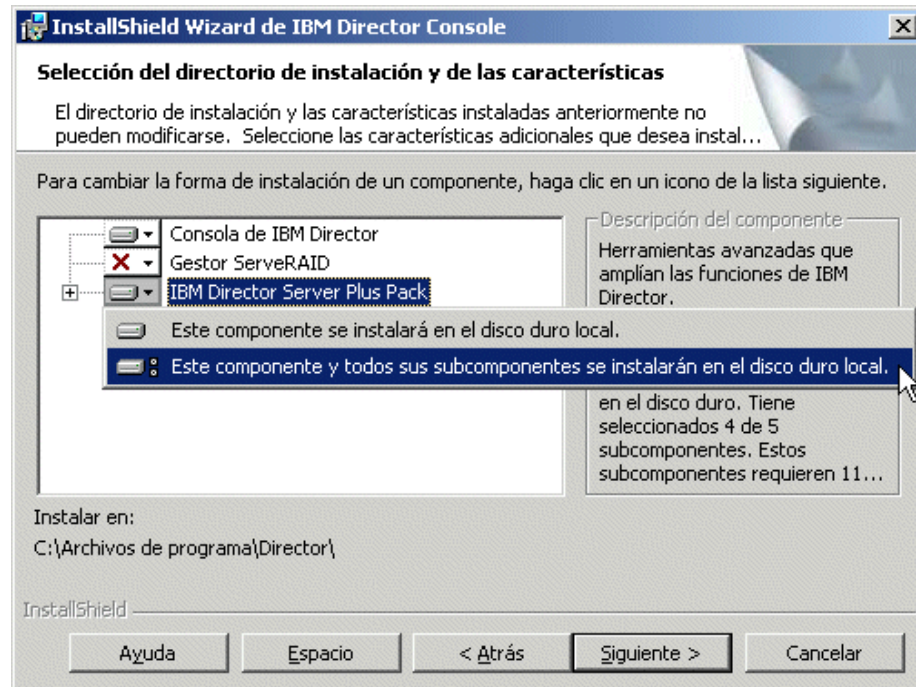 InstallShield Wizard de IBM Director Console
Selección del directorio de instalación y de las características
El directorio de instalación y las características instaladas anteriormente no
pueden modificarse. Seleccione las características adicionales que desea instal...
Para cambiar la forma de instalación de un componente, haga clic en un icono de la lista siguiente.
Consola de IBM Director
Gestor ServeRAID
IBM Director Server Plus Pack
Este componente se instalará en el disco duro local.
Este componente y todos sus subcomponentes se instalarán en el disco duro local.
Descripción del componente
Herramientas avanzadas que
amplían las funciones de IBM
Director.
en el disco duro. Tiene
seleccionados 4 de 5
subcomponentes. Estos
subcomponentes requieren 11...
Instalar en:
C:\Archivos de programa\Director\
InstallShield
Ayuda
Espacio
< Atrás
Siguiente >
Cancelar